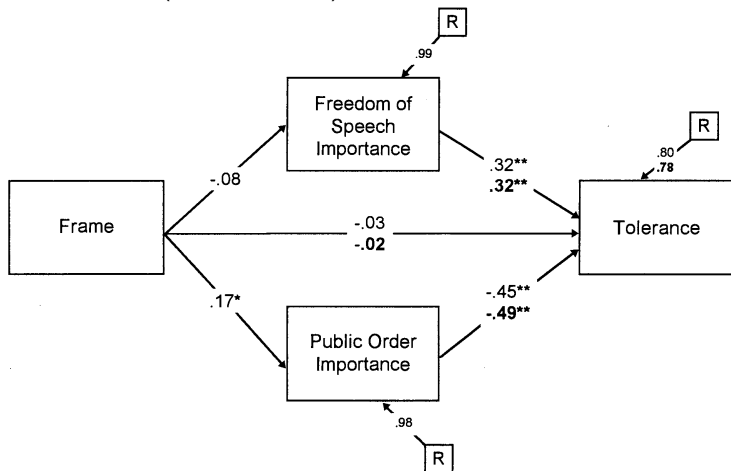 R
.99
Freedom of
Speech
Importance
R
.80
.78
.32**
.32**
-.08
Frame
-.03
-.02
Tolerance
.17*
-.45**
-.49**
Public Order
Importance
.98
R